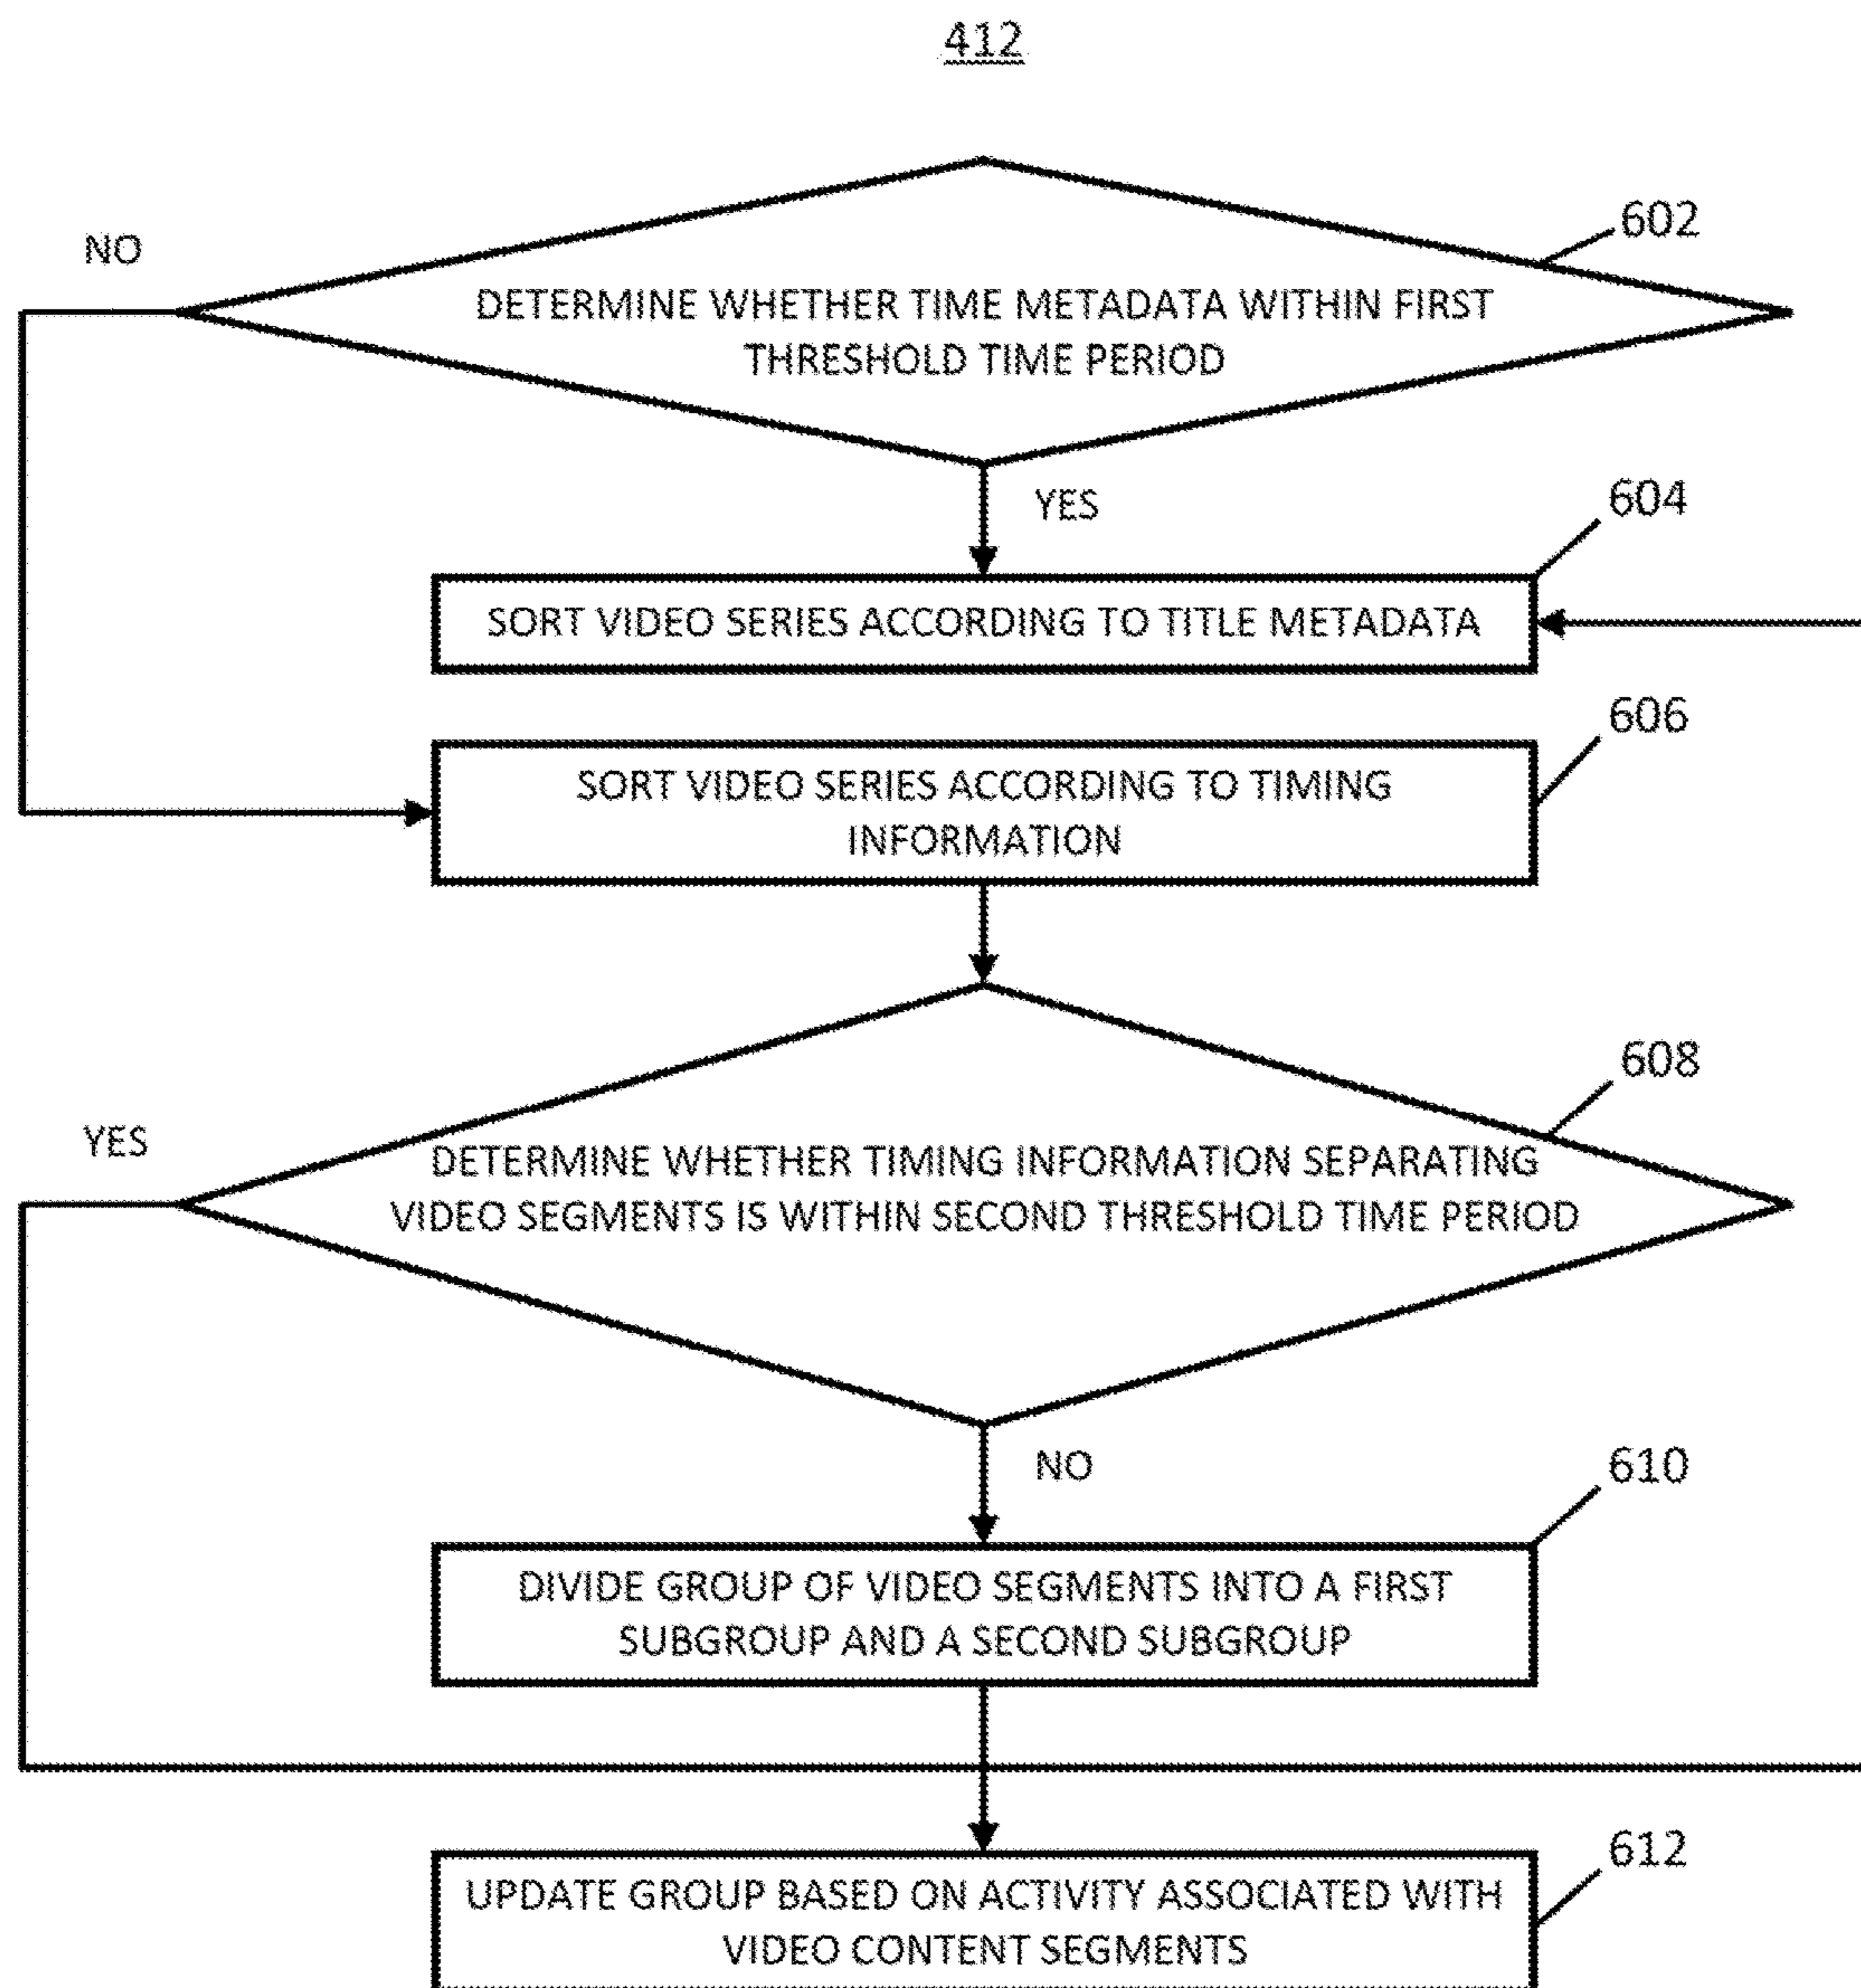 412
602
NO
DETERMINE WHETHER TIME METADATA WITHIN FIRST
THRESHOLD TIME PERIOD
YES
604
SORT VIDEO SERIES ACCORDING TO TITLE METADATA
606
SORT VIDEO SERIES ACCORDING TO TIMING
INFORMATION
608
YES
DETERMINE WHETHER TIMING INFORMATION SEPARATING
VIDEO SEGMENTS IS WITHIN SECOND THRESHOLD TIME PERIOD
NO
610
DIVIDE GROUP OF VIDEO SEGMENTS INTO A FIRST
SUBGROUP AND A SECOND SUBGROUP
612
UPDATE GROUP BASED ON ACTIVITY ASSOCIATED WITH
VIDEO CONTENT SEGMENTS